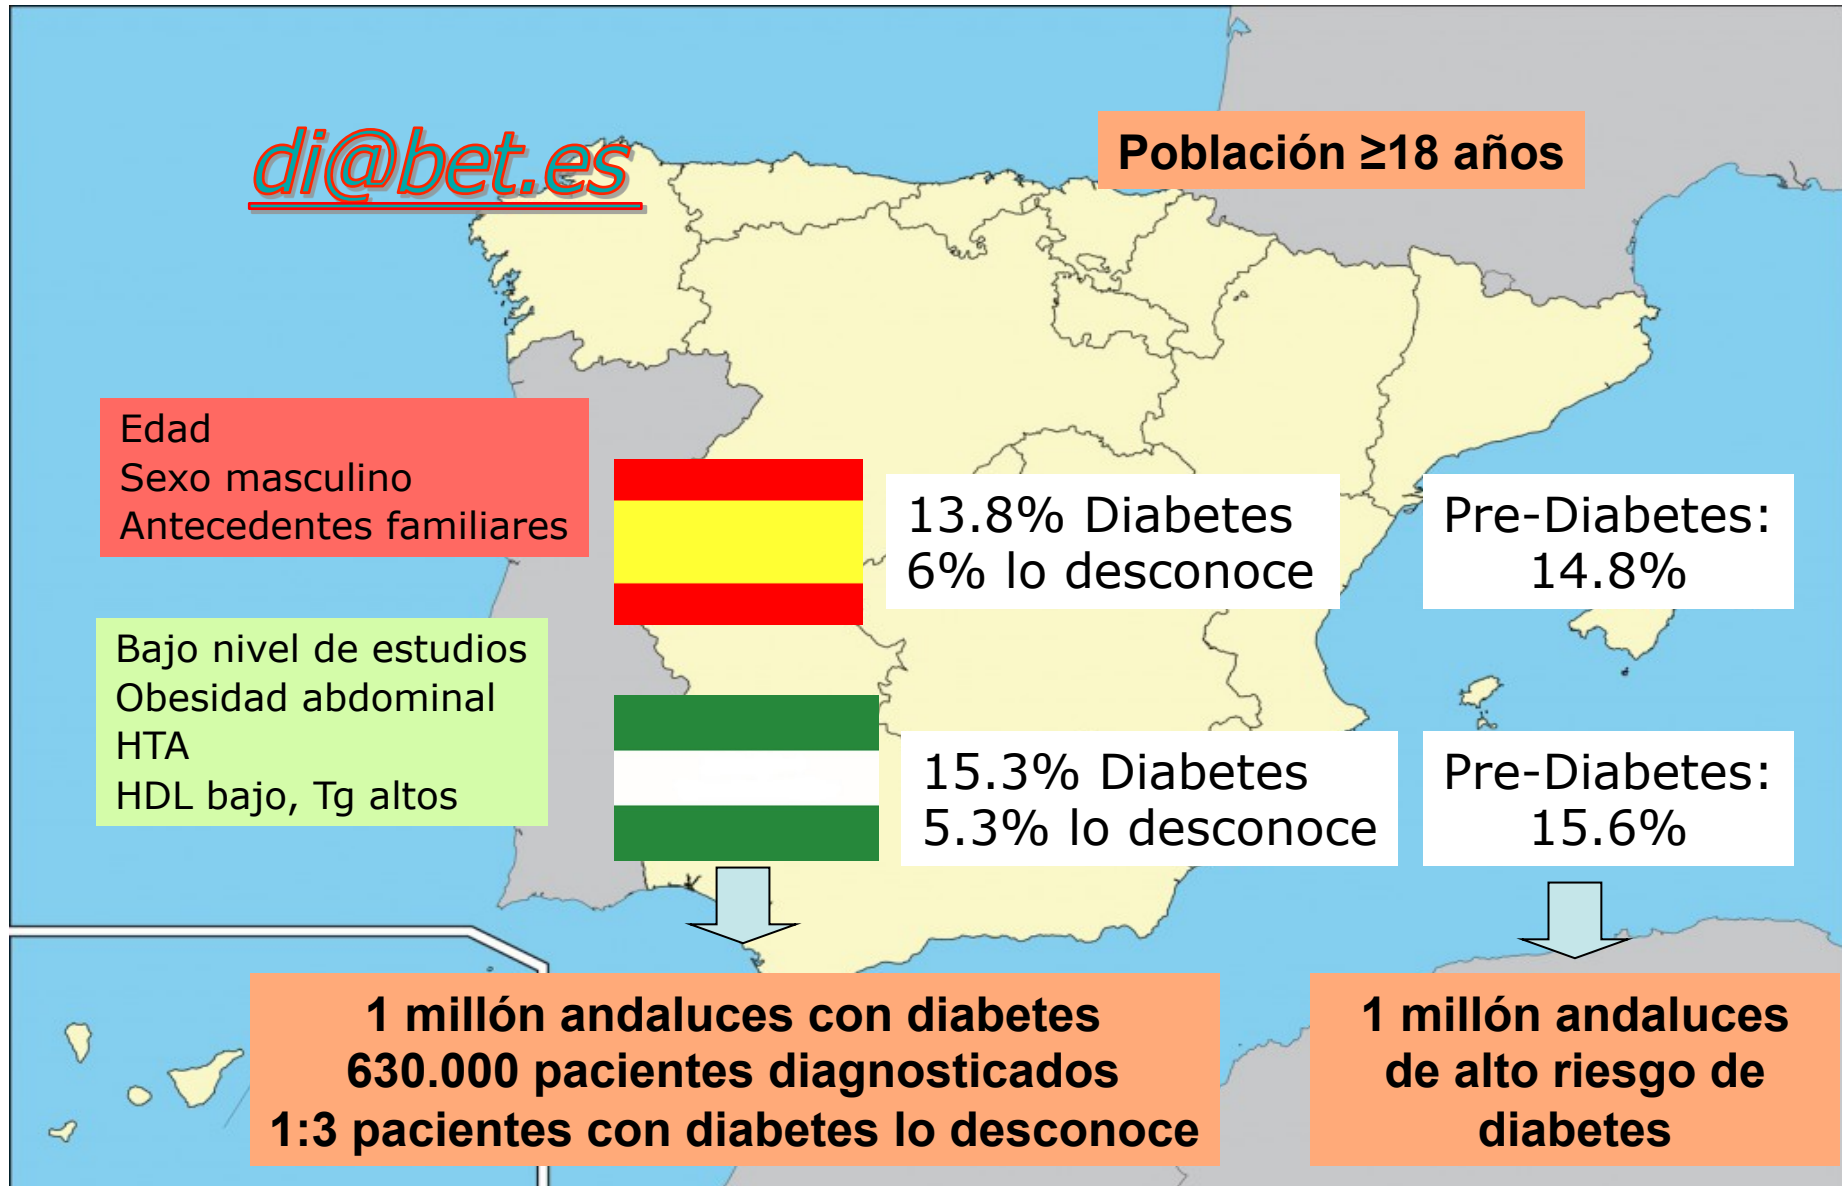 di@bet.es
Población ≥18 años
Edad
Sexo masculino
Antecedentes familiares
13.8% Diabetes
6% lo desconoce
Pre-Diabetes:
14.8%
Bajo nivel de estudios
Obesidad abdominal
HTA
HDL bajo, Tg altos
15.3% Diabetes
5.3% lo desconoce
Pre-Diabetes:
15.6%
1 millón andaluces con diabetes
630.000 pacientes diagnosticados
1:3 pacientes con diabetes lo desconoce
1 millón andaluces
de alto riesgo de
diabetes